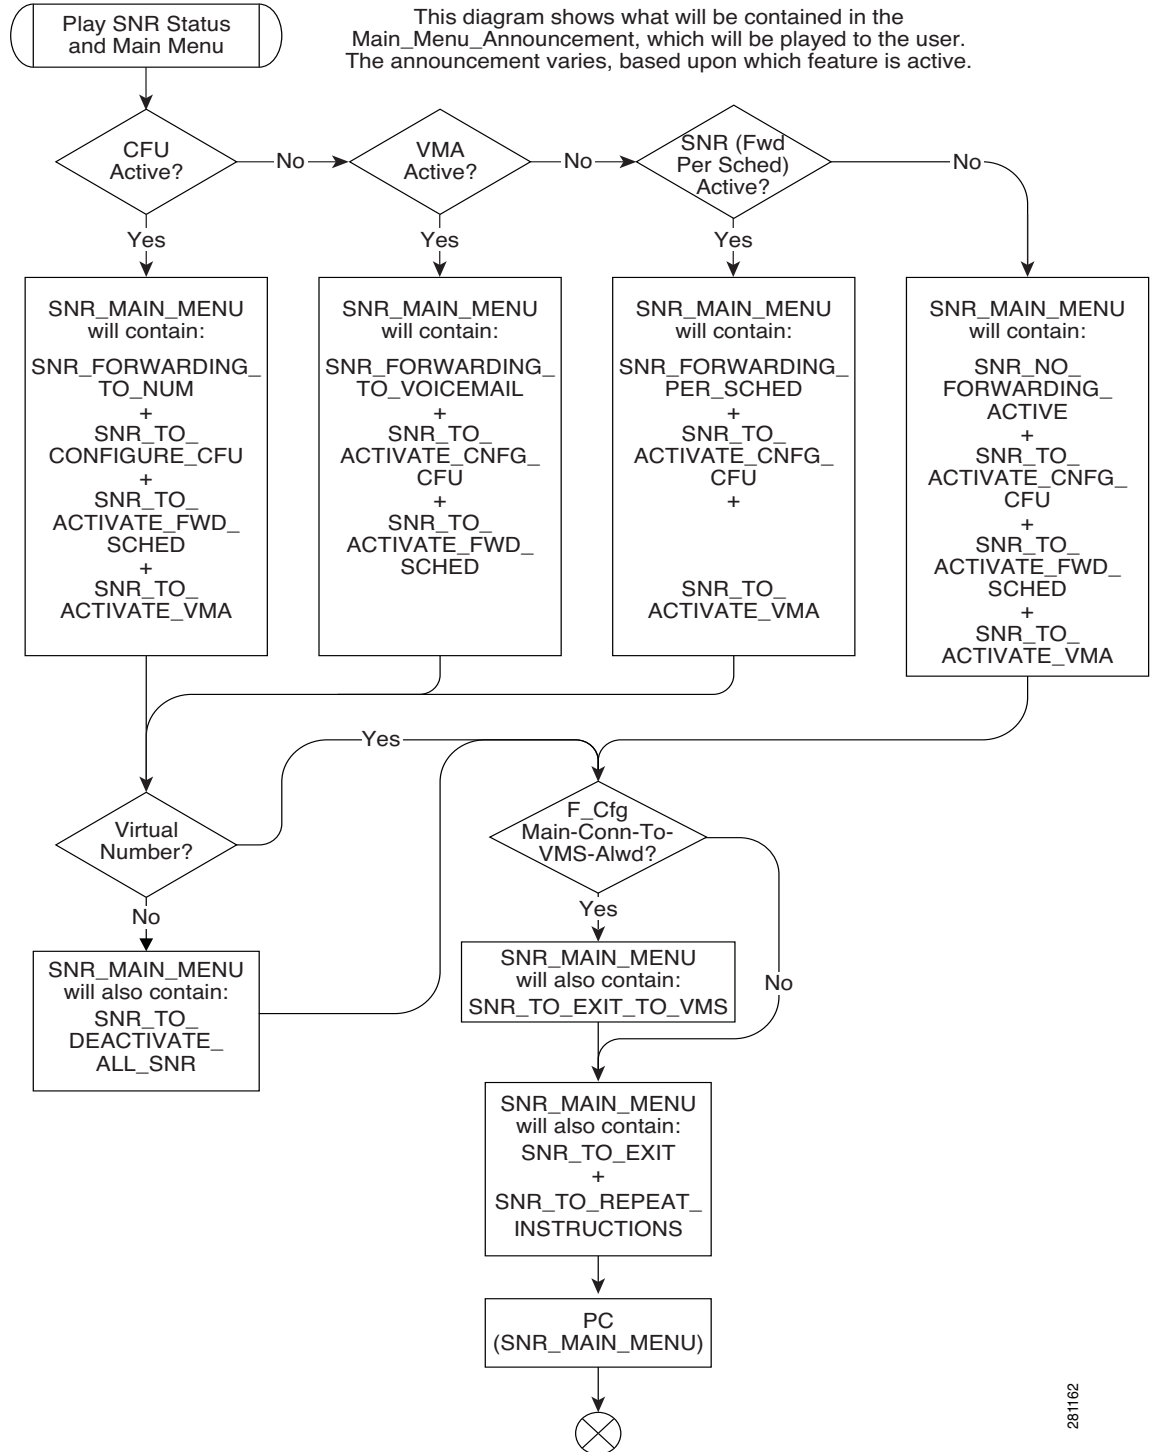 Play SNR Status
and Main Menu
This diagram shows what will be contained in the
Main_Menu_Announcement, which will be played to the user.
The announcement varies, based upon which feature is active.
CFU
Active?
No
VMA
Active?
No
SNR (Fwd
Per Sched)
Active?
No
Yes
Yes
Yes
SNR_MAIN_MENU
will contain:
SNR_FORWARDING_
TO_NUM
+
SNR_TO_
CONFIGURE_CFU
+
SNR_TO_
ACTIVATE_FWD_
SCHED
+
SNR_TO_
ACTIVATE_VMA
SNR_MAIN_MENU
will contain:
SNR_FORWARDING_
TO_VOICEMAIL
+
SNR_TO_
ACTIVATE_CNFG_
CFU
+
SNR_TO_
ACTIVATE_FWD_
SCHED
SNR_MAIN_MENU
will contain:
SNR_FORWARDING_
PER_SCHED
+
SNR_TO_
ACTIVATE_CNFG_
CFU
+
SNR_TO_
ACTIVATE_VMA
SNR_MAIN_MENU
will contain:
SNR_NO_
FORWARDING_
ACTIVE
+
SNR_TO_
ACTIVATE_CNFG_
CFU
+
SNR_TO_
ACTIVATE_FWD_
SCHED
+
SNR_TO_
ACTIVATE_VMA
Yes
Virtual
Number?
No
SNR_MAIN_MENU
will also contain:
SNR_TO_
DEACTIVATE_
ALL_SNR
F_Cfg
Main-Conn-To-
VMS-Alwd?
Yes
No
SNR_MAIN_MENU
will also contain:
SNR_TO_EXIT_TO_VMS
SNR_MAIN_MENU
will also contain:
SNR_TO_EXIT
+
SNR_TO_REPEAT_
INSTRUCTIONS
PC
(SNR_MAIN_MENU)
281162